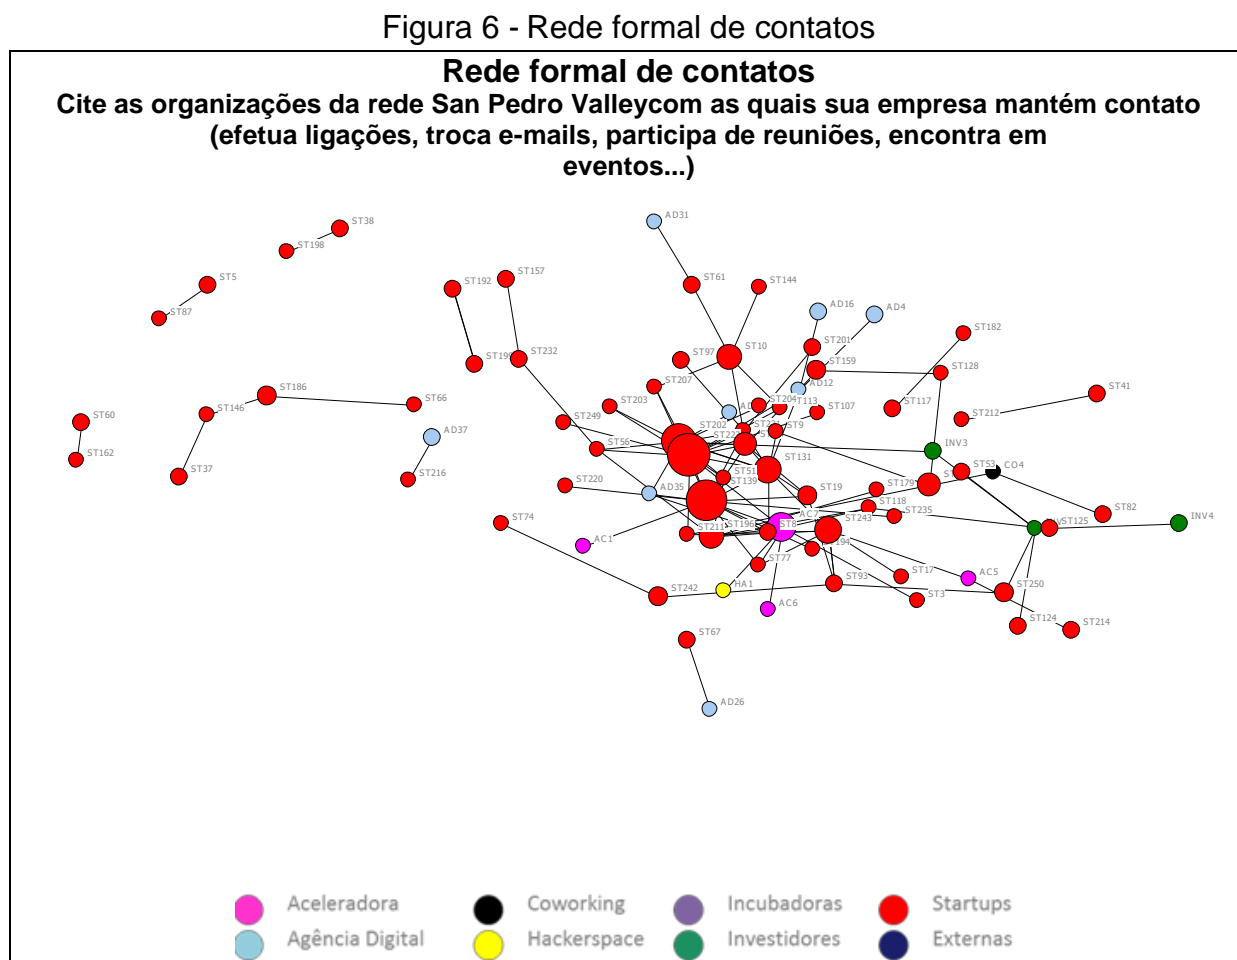 Figura 6 - Rede formal de contatos
Rede formal de contatos
Cite as organizações da rede San Pedro Valleycom as quais sua empresa mantém contato
(efetua ligações, troca e-mails, participa de reuniões, encontra em
eventos...)
AD31
ST38
ST198
ST5
ST87
ST192
ST157
ST61
ST144
AD16
AD4
ST182
ST199
ST232
ST97
ST10
ST201
ST159
ST128
ST186
ST146
ST66
ST207
AD12
ST117
ST41
ST212
ST60
ST162
ST37
AD37
ST216
ST203
ST204
ST113
ST107
ST249
ST202
ST9
ST56
ST131
INV3
ST53
CO4
ST51
ST139
ST220
AD35
ST19
ST179
ST118
ST235
ST82
ST74
AC1
ST211
ST196
ST8
AC7
ST243
ST125
INV4
ST77
ST194
ST17
AC5
ST93
HA1
ST3
ST250
ST242
AC6
ST124
ST214
ST67
AD26
Aceleradora
Coworking
Incubadoras
Startups
Agência Digital
Hackerspace
Investidores
Externas